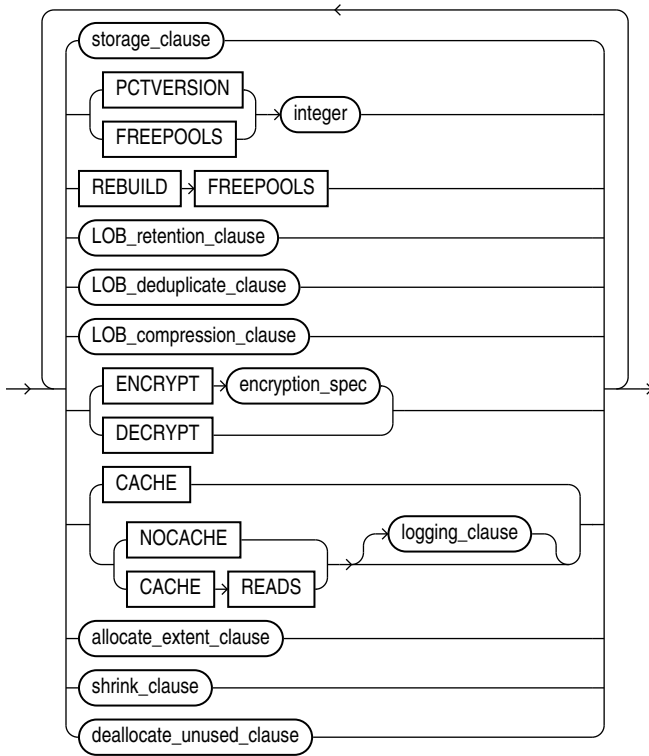 storage_clause
PCTVERSION
integer
FREEPOOLS
REBUILD FREEPOOLS
LOB_retention_clause
LOB_deduplicate_clause
LOB_compression_clause
ENCRYPT encryption_spec
DECRYPT
CACHE
NOCACHE
logging_clause
CACHE READS
allocate_extent_clause
shrink_clause
deallocate_unused_clause